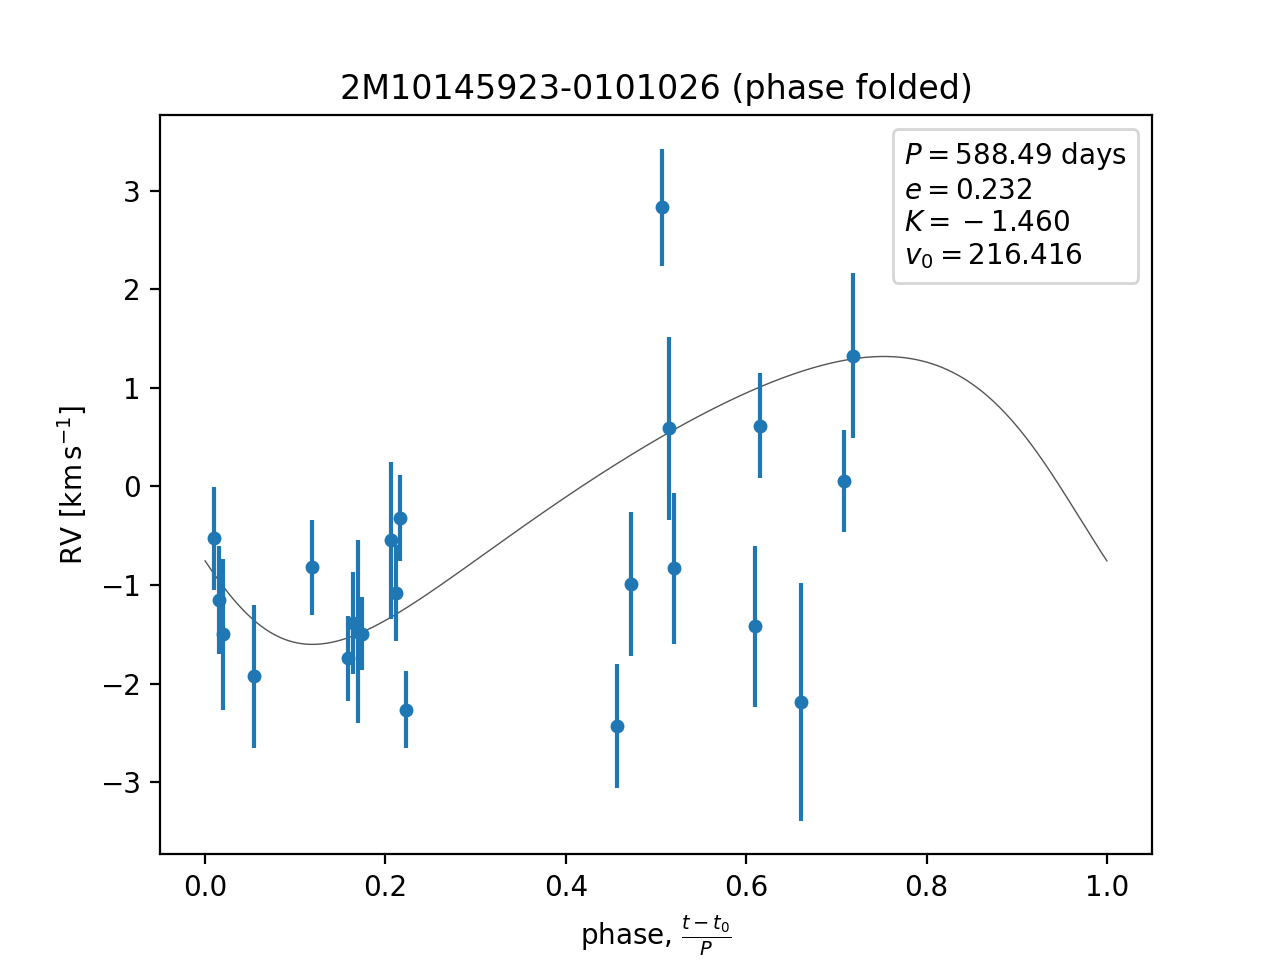 2M10145923-0101026 (phase folded)
P = 588.49 days
e = 0.232
K = −1.460
v₀ = 216.416
RV [km s⁻¹]
3
2
1
0
−1
−2
−3
0.0 0.2 0.4 0.6 0.8 1.0
phase, (t − t₀)/P